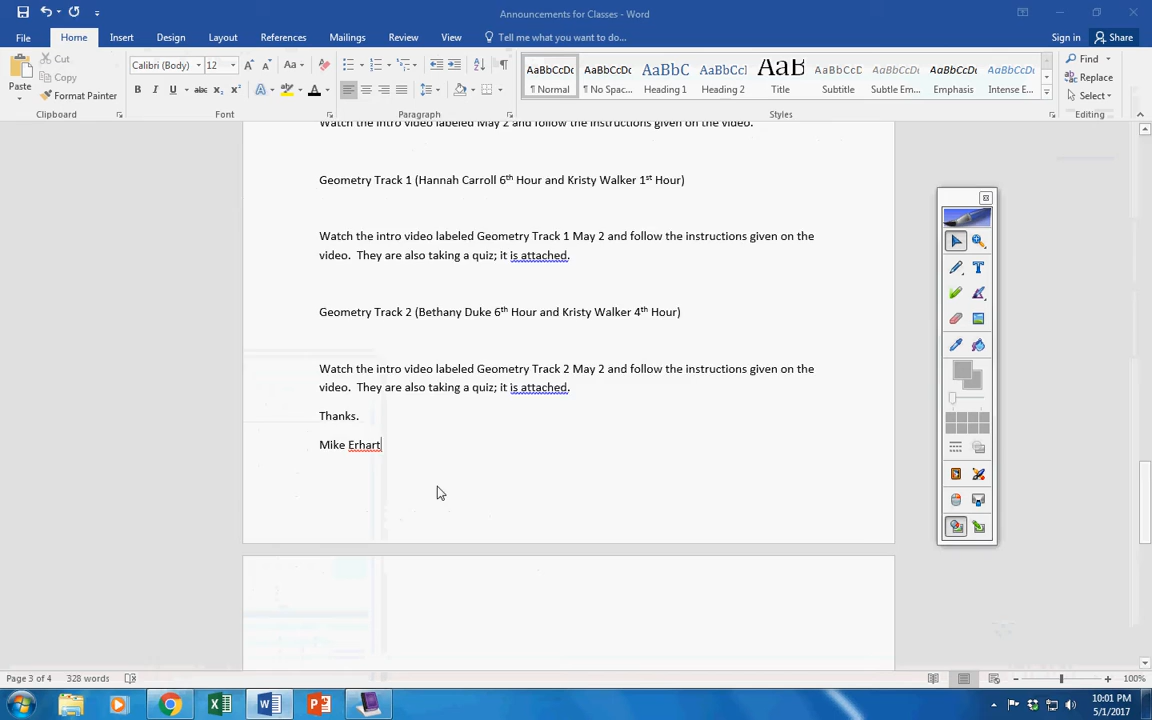 Announcements for Classes - Word
Sign in
Share
File
Home
Insert
Design
Layout
References
Mailings
Review
View
Tell me what you want to do...
Paste
Cut
Copy
Format Painter
Clipboard
Calibri (Body)
12
Aa
B I U abc X₂ X²
Font
Paragraph
AaBbCcDc
¶ Normal
AaBbCcDc
¶ No Spac...
AaBbC
Heading 1
AaBbCcl
Heading 2
AaB
Title
AaBbCcD
Subtitle
AaBbCcDc
Subtle Em...
AaBbCcDc
Emphasis
AaBbCcDc
Intense E...
Styles
Find
Replace
Select
Editing
Watch the intro video labeled May 2 and follow the instructions given on the video.
Geometry Track 1 (Hannah Carroll 6th Hour and Kristy Walker 1st Hour)
Watch the intro video labeled Geometry Track 1 May 2 and follow the instructions given on the
video. They are also taking a quiz; it is attached.
Geometry Track 2 (Bethany Duke 6th Hour and Kristy Walker 4th Hour)
Watch the intro video labeled Geometry Track 2 May 2 and follow the instructions given on the
video. They are also taking a quiz; it is attached.
Thanks.
Mike Erhart
Page 3 of 4
328 words
100%
10:01 PM
5/1/2017